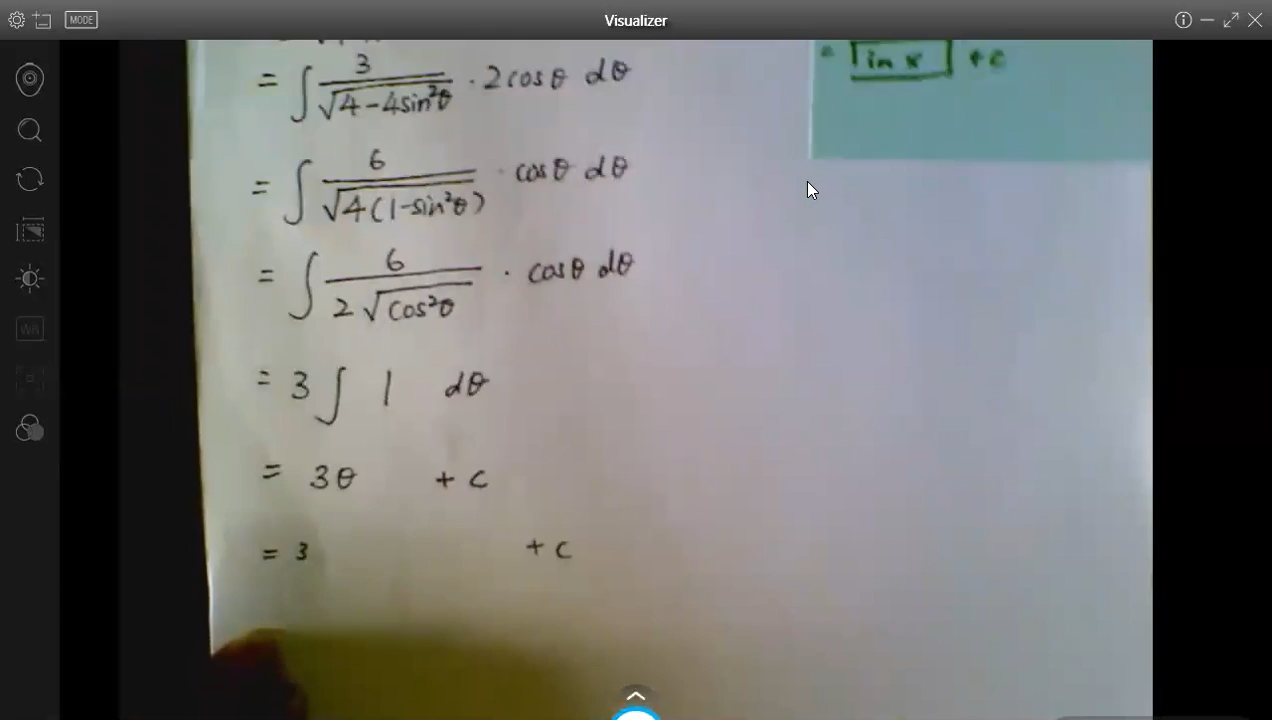 MODE
Visualizer
= ∫ 3/√(4-4sin²θ) · 2cosθ dθ
= ∫ 6/√(4(1-sin²θ)) · cosθ dθ
= ∫ 6/(2√(cos²θ)) · cosθ dθ
= 3∫ 1 dθ
= 3θ + c
= 3 + c
= in x + c